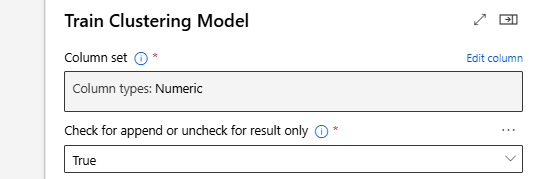 Train Clustering Model
Column set * Edit column
Column types: Numeric
Check for append or uncheck for result only * ...
True